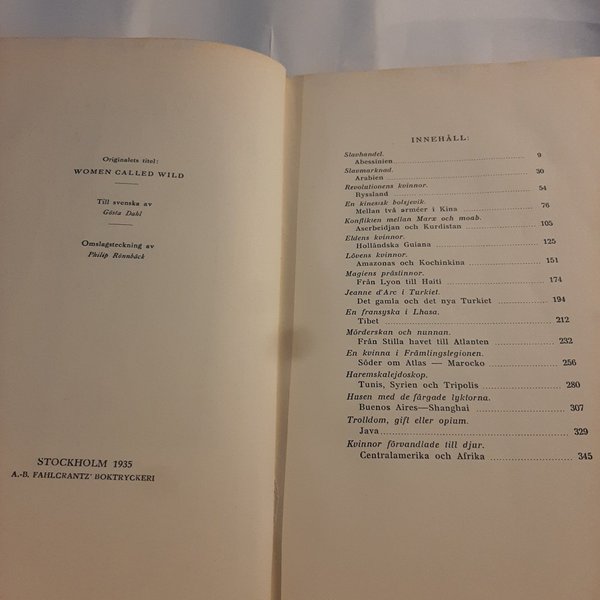 Originalets titel:
WOMEN CALLED WILD
Till svenska av
Gösta Dahl
Omslagsteckning av
Philip Rönnbäck
STOCKHOLM 1935
A.-B. FAHLCRANTZ' BOKTRYCKERI
INNEHÅLL:
Slavhandel.
Abessinien 9
Slavmarknad.
Arabien 30
Revolutionens kvinnor.
Ryssland 54
En kinesisk bolsjevik.
Mellan två arméer i Kina 76
Konflikten mellan Marx och moab.
Aserbeidjan och Kurdistan 105
Eldens kvinnor.
Holländska Guiana 125
Lövens kvinnor.
Amazonas och Kochinkina 151
Magiens prästinnor.
Från Lyon till Haiti 174
Jeanne d'Arc i Turkiet.
Det gamla och det nya Turkiet 194
En fransyska i Lhasa.
Tibet 212
Mörderskan och nunnan.
Från Stilla havet till Atlanten 232
En kvinna i Främlingslegionen.
Söder om Atlas — Marocko 256
Haremskalejdoskop.
Tunis, Syrien och Tripolis 280
Husen med de färgade lyktorna.
Buenos Aires—Shanghai 307
Trolldom, gift eller opium.
Java 329
Kvinnor förvandlade till djur.
Centralamerika och Afrika 345